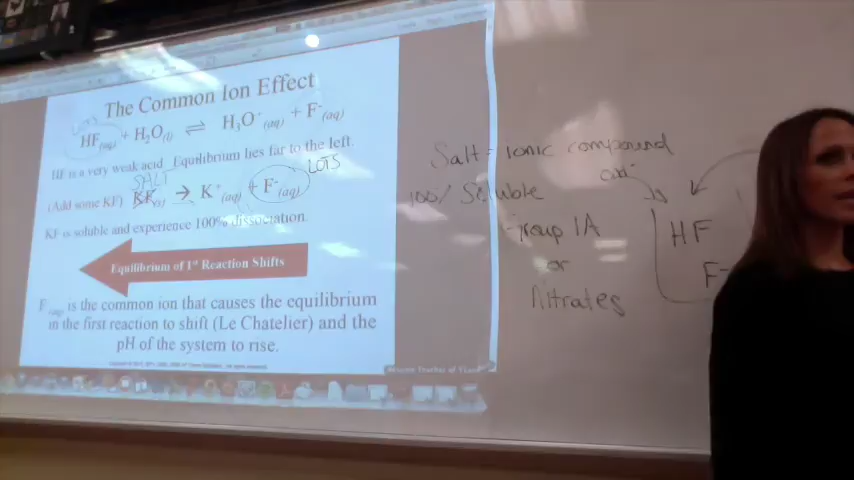 The Common Ion Effect
LOTS
HF(aq) + H₂O(l) ⇌ H₃O⁺(aq) + F⁻(aq)
HF is a very weak acid. Equilibrium lies far to the left.
SALT
LOTS
(Add some KF) KF(s) → K⁺(aq) + F⁻(aq)
KF is soluble and experience 100% dissociation.
Equilibrium of 1st Reaction Shifts
F⁻(aq) is the common ion that causes the equilibrium
in the first reaction to shift (Le Chatelier) and the
pH of the system to rise.
Salt = ionic compound
100% Soluble
group 1A
or
Nitrates
HF
F⁻